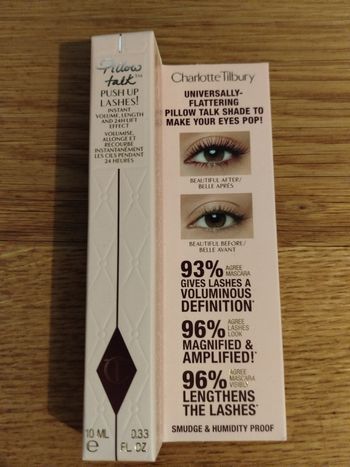 Pillow
talk™
PUSH UP
LASHES!
INSTANT
VOLUME, LENGTH
AND 24H LIFT
EFFECT
VOLUMISE,
ALLONGE ET
RECOURBE
INSTANTANÉMENT
LES CILS PENDANT
24 HEURES
10 ML 0.33
e FL OZ
Charlotte Tilbury
UNIVERSALLY-
FLATTERING
PILLOW TALK SHADE TO
MAKE YOUR EYES POP!
BEAUTIFUL AFTER/
BELLE APRÈS
BEAUTIFUL BEFORE/
BELLE AVANT
93% AGREE
MASCARA
GIVES LASHES A
VOLUMINOUS
DEFINITION*
96% AGREE
LASHES
LOOK
MAGNIFIED &
AMPLIFIED!*
96% AGREE
MASCARA
VISIBLY
LENGTHENS
THE LASHES*
SMUDGE & HUMIDITY PROOF